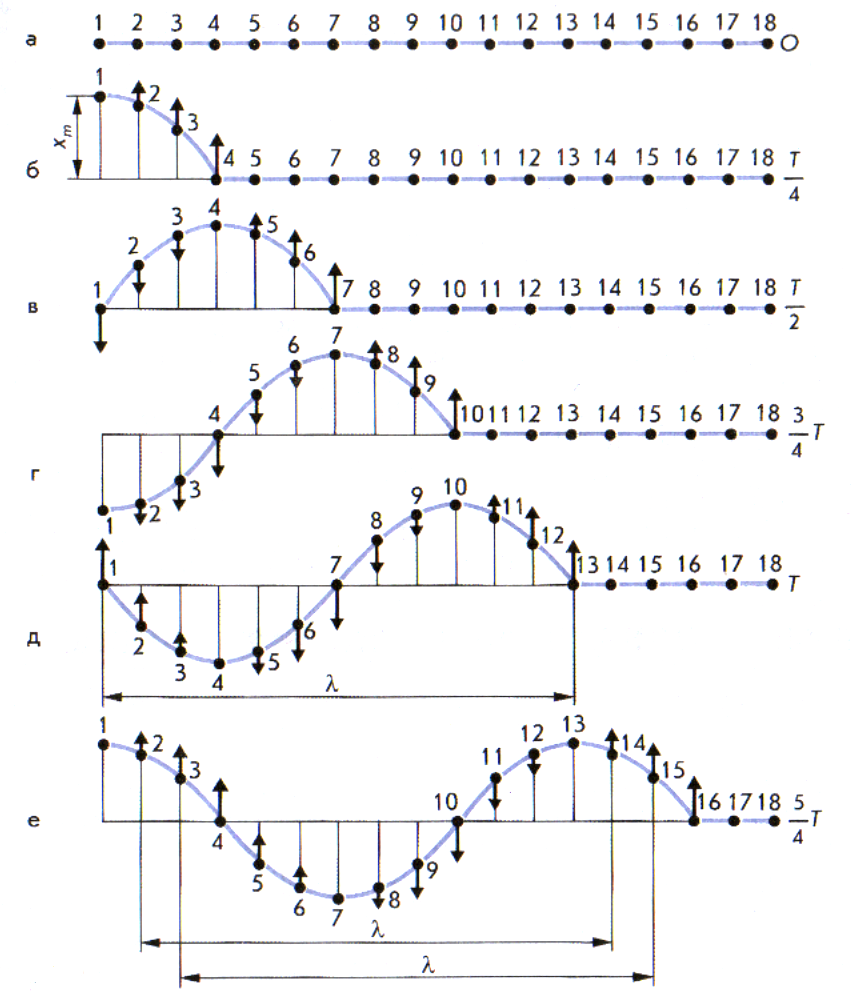 а 1 2 3 4 5 6 7 8 9 10 11 12 13 14 15 16 17 18 O
б xm 1 2 3 4 5 6 7 8 9 10 11 12 13 14 15 16 17 18 T/4
в 1 2 3 4 5 6 7 8 9 10 11 12 13 14 15 16 17 18 T/2
г 1 2 3 4 5 6 7 8 9 10 11 12 13 14 15 16 17 18 3/4 T
д 1 2 3 4 5 6 7 8 9 10 11 12 13 14 15 16 17 18 T
λ
е 1 2 3 4 5 6 7 8 9 10 11 12 13 14 15 16 17 18 5/4 T
λ
λ